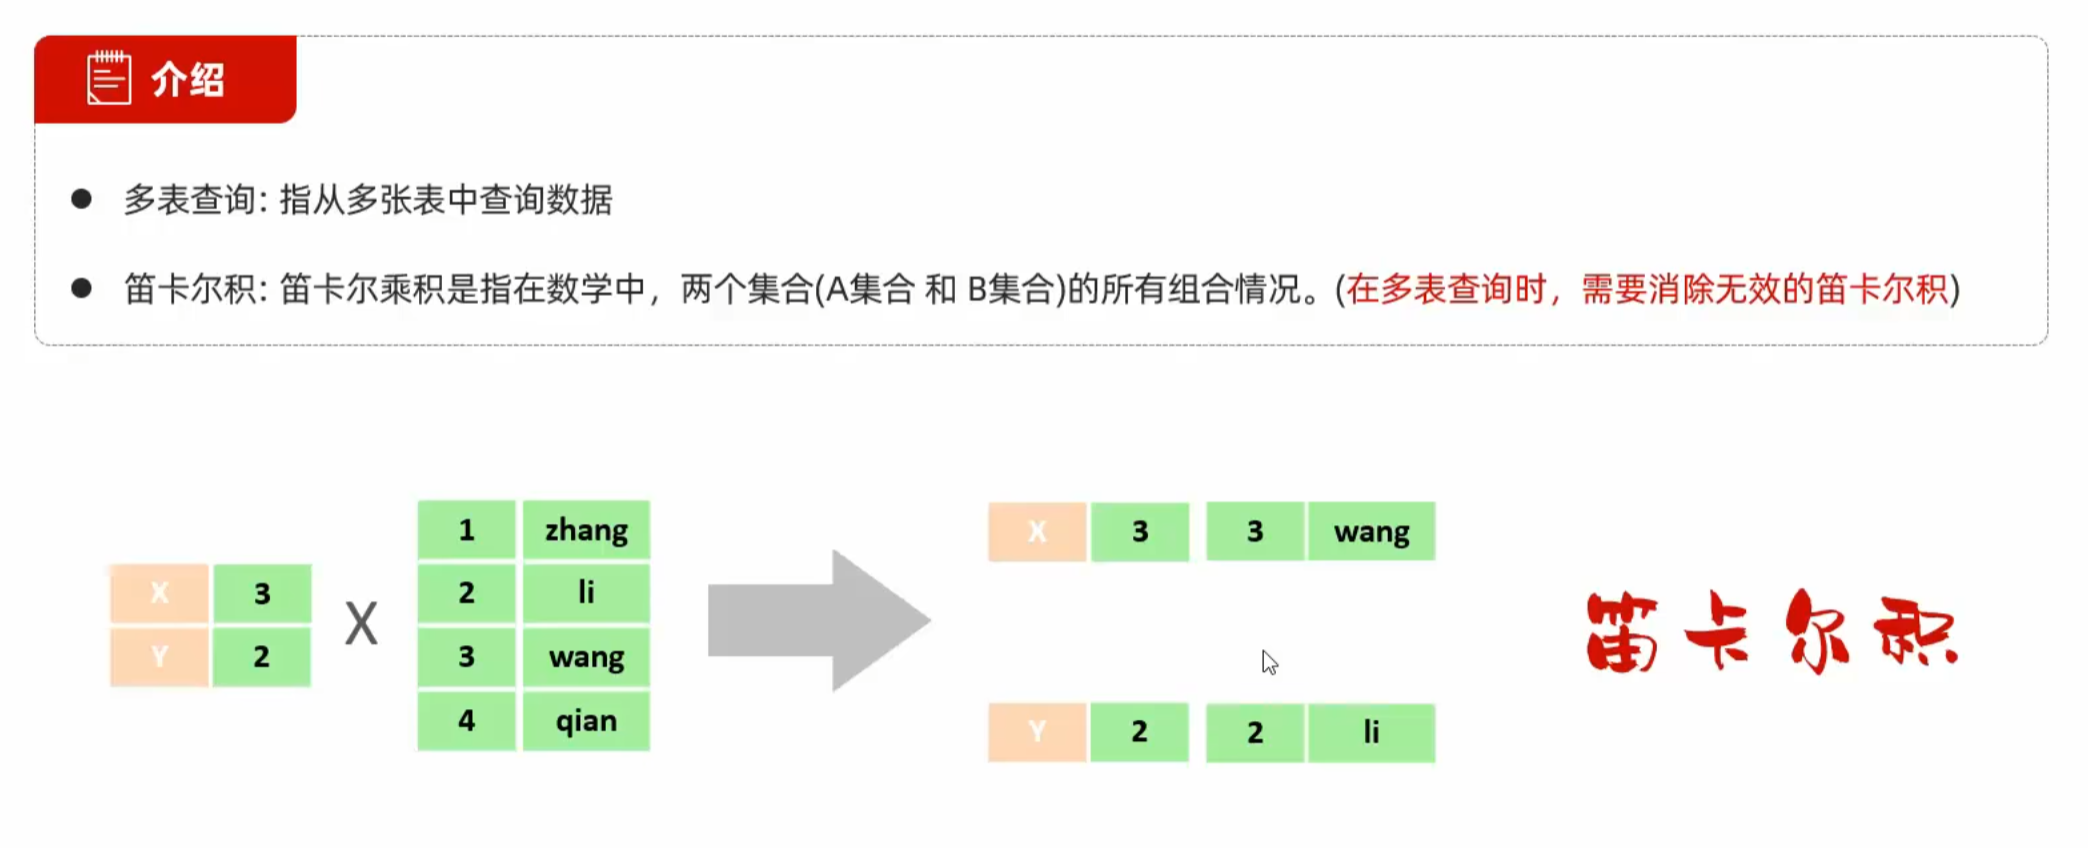 介绍
多表查询: 指从多张表中查询数据
笛卡尔积: 笛卡尔乘积是指在数学中，两个集合(A集合 和 B集合)的所有组合情况。(在多表查询时，需要消除无效的笛卡尔积)
X 3
Y 2
X
1 zhang
2 li
3 wang
4 qian
X 3 3 wang
Y 2 2 li
笛卡尔积